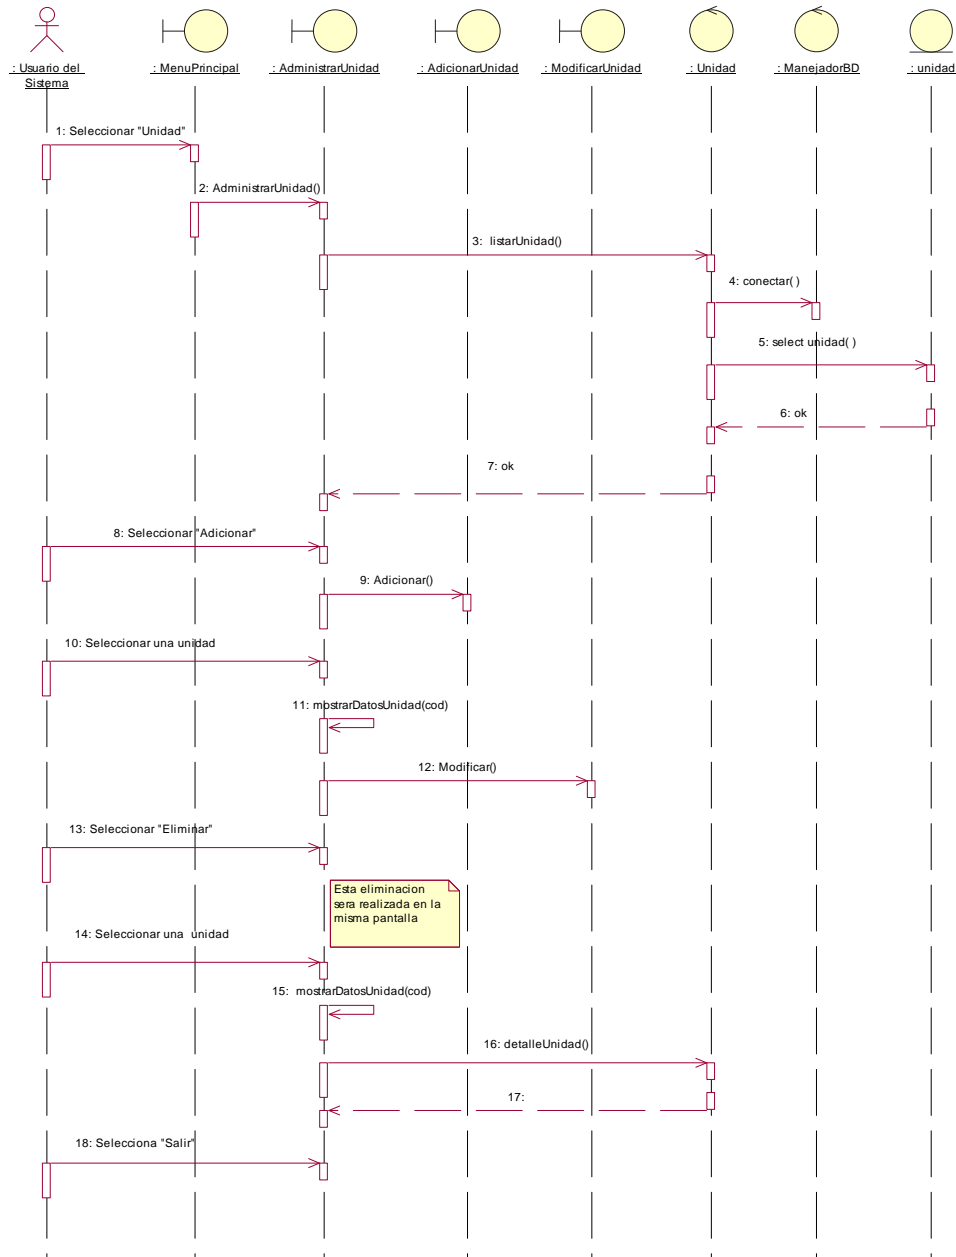 : Usuario del
Sistema
: MenuPrincipal
: AdministrarUnidad
: AdicionarUnidad
: ModificarUnidad
: Unidad
: ManejadorBD
: unidad
1: Seleccionar "Unidad"
2: AdministrarUnidad()
3: listarUnidad()
4: conectar( )
5: select unidad( )
6: ok
7: ok
8: Seleccionar "Adicionar"
9: Adicionar()
10: Seleccionar una unidad
11: mostrarDatosUnidad(cod)
12: Modificar()
13: Seleccionar "Eliminar"
Esta eliminacion
sera realizada en la
misma pantalla
14: Seleccionar una unidad
15: mostrarDatosUnidad(cod)
16: detalleUnidad()
17:
18: Selecciona "Salir"